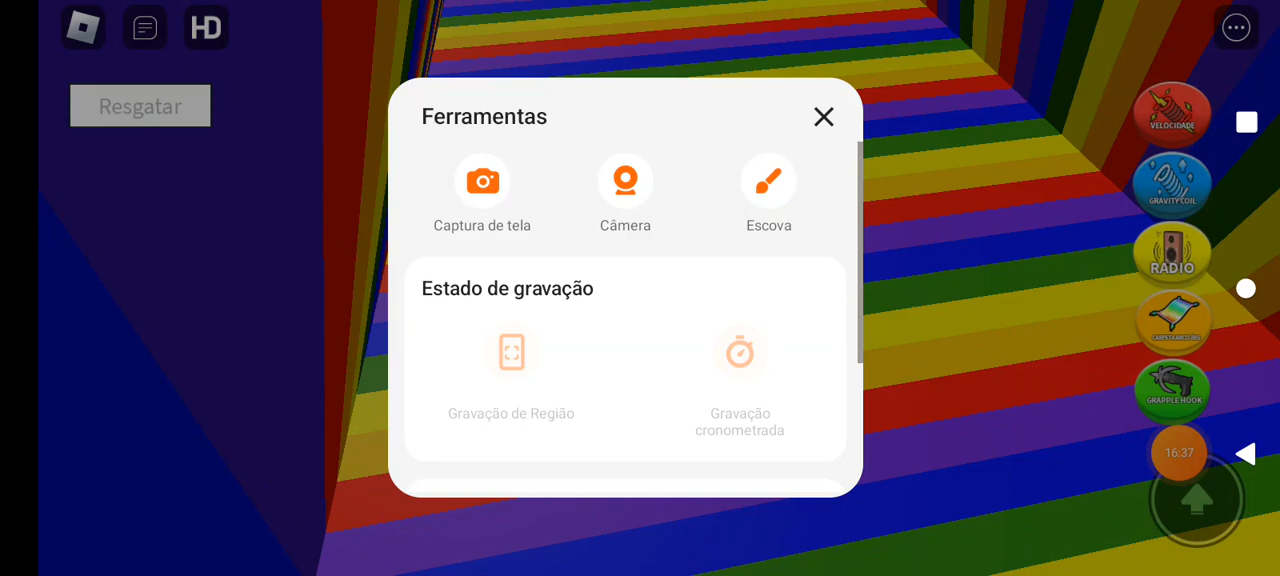 HD
Resgatar
Ferramentas
Captura de tela
Câmera
Escova
Estado de gravação
Gravação de Região
Gravação
cronometrada
VELOCIDADE
GRAVITY COIL
RADIO
GRAPPLE HOOK
16:37